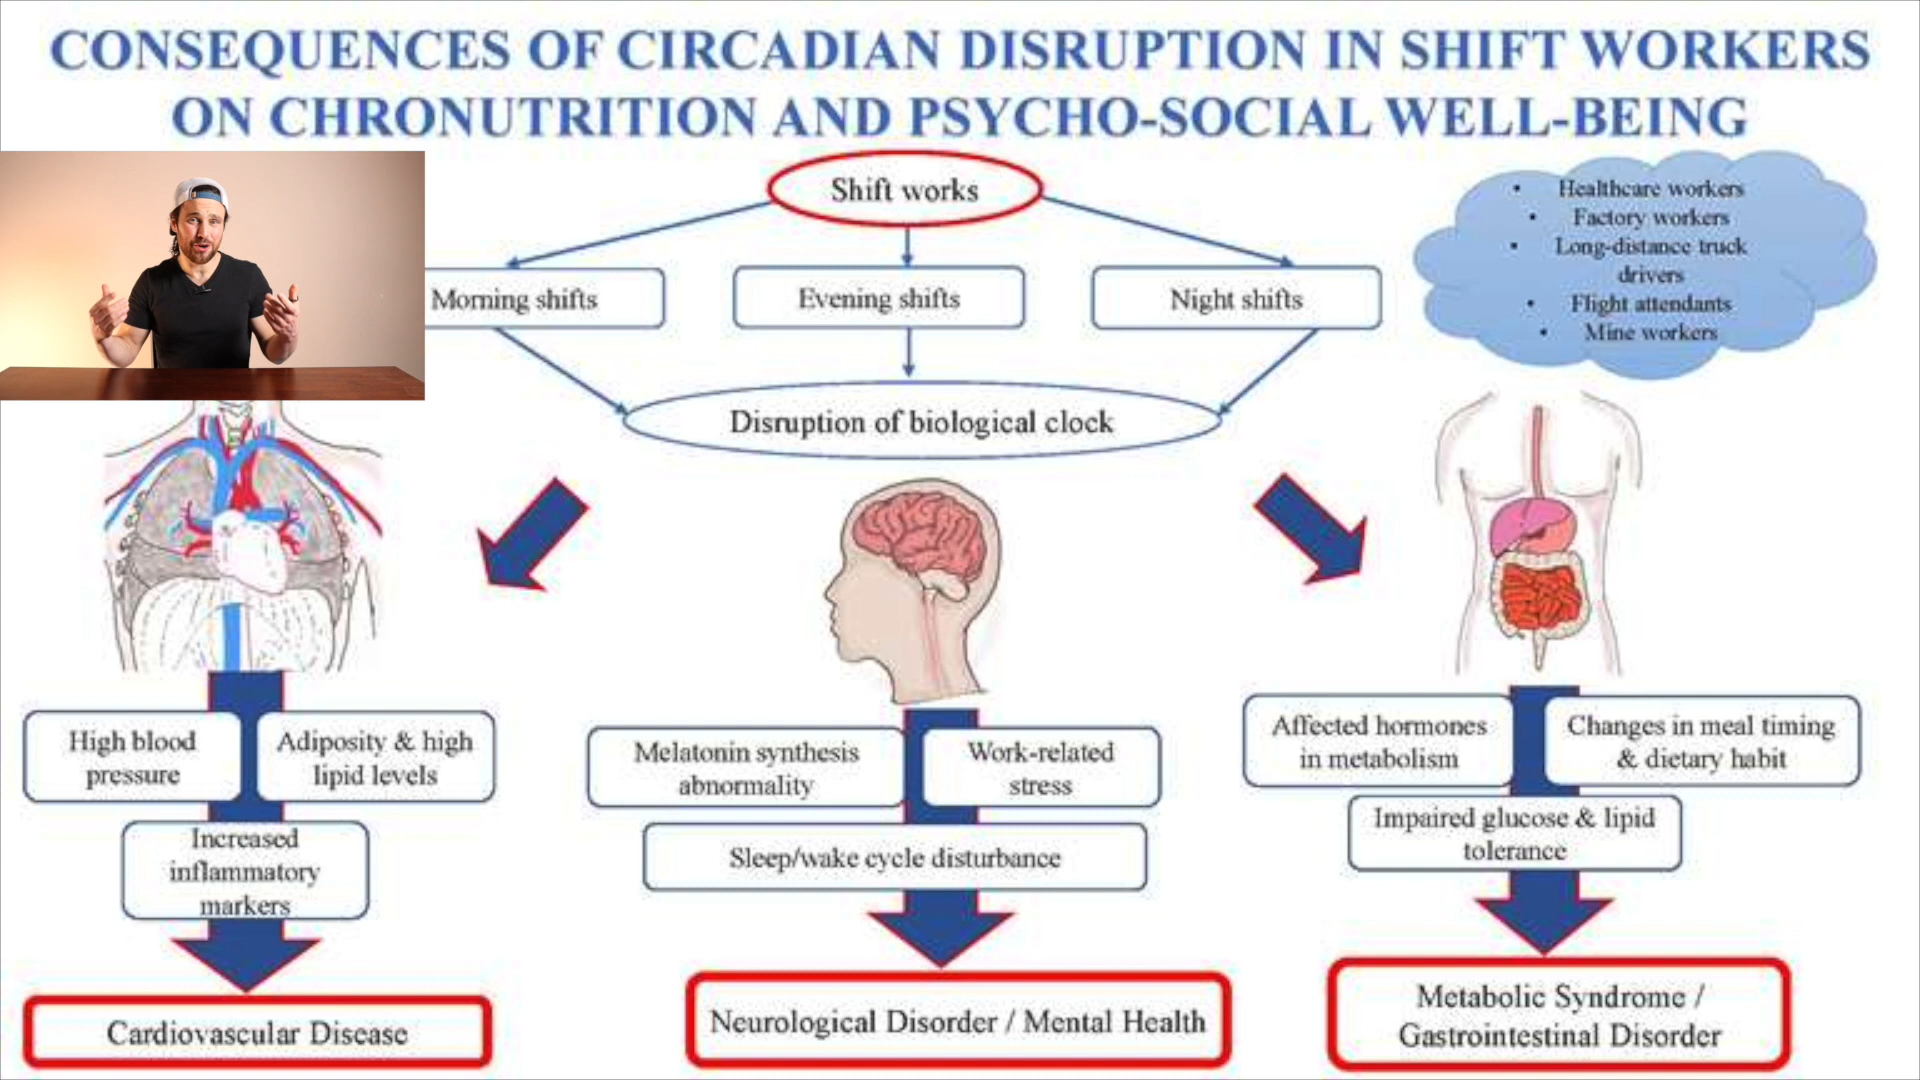 CONSEQUENCES OF CIRCADIAN DISRUPTION IN SHIFT WORKERS
ON CHRONUTRITION AND PSYCHO-SOCIAL WELL-BEING
Shift works
• Healthcare workers
• Factory workers
• Long-distance truck
drivers
• Flight attendants
• Mine workers
Morning shifts
Evening shifts
Night shifts
Disruption of biological clock
High blood
pressure
Adiposity & high
lipid levels
Increased
inflammatory
markers
Cardiovascular Disease
Melatonin synthesis
abnormality
Work-related
stress
Sleep/wake cycle disturbance
Neurological Disorder / Mental Health
Affected hormones
in metabolism
Changes in meal timing
& dietary habit
Impaired glucose & lipid
tolerance
Metabolic Syndrome /
Gastrointestinal Disorder